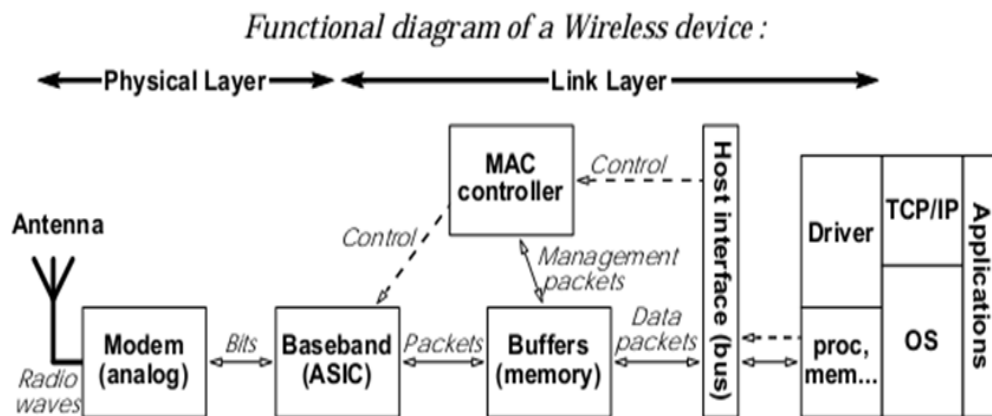 Functional diagram of a Wireless device :
Physical Layer
Link Layer
MAC
controller
Control
Host interface (bus)
Driver
TCP/IP
Applications
Antenna
Control
Management
packets
Modem
(analog)
Bits
Baseband
(ASIC)
Packets
Buffers
(memory)
Data
packets
proc,
mem...
OS
Radio
waves